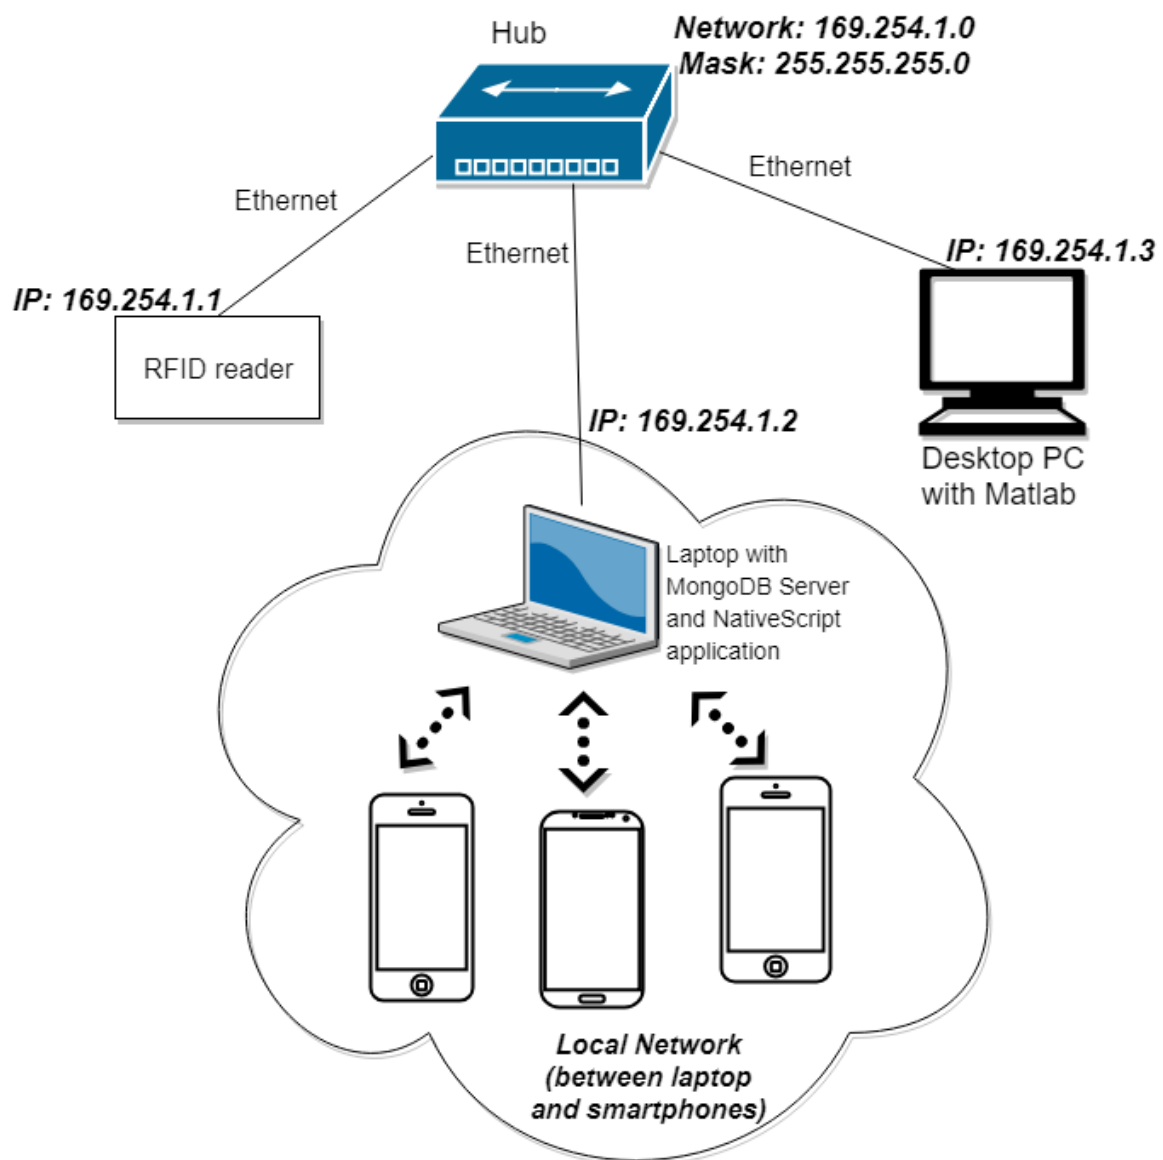 Hub
Network: 169.254.1.0
Mask: 255.255.255.0
Ethernet
Ethernet
Ethernet
IP: 169.254.1.3
IP: 169.254.1.1
RFID reader
IP: 169.254.1.2
Desktop PC
with Matlab
Laptop with
MongoDB Server
and NativeScript
application
Local Network
(between laptop
and smartphones)